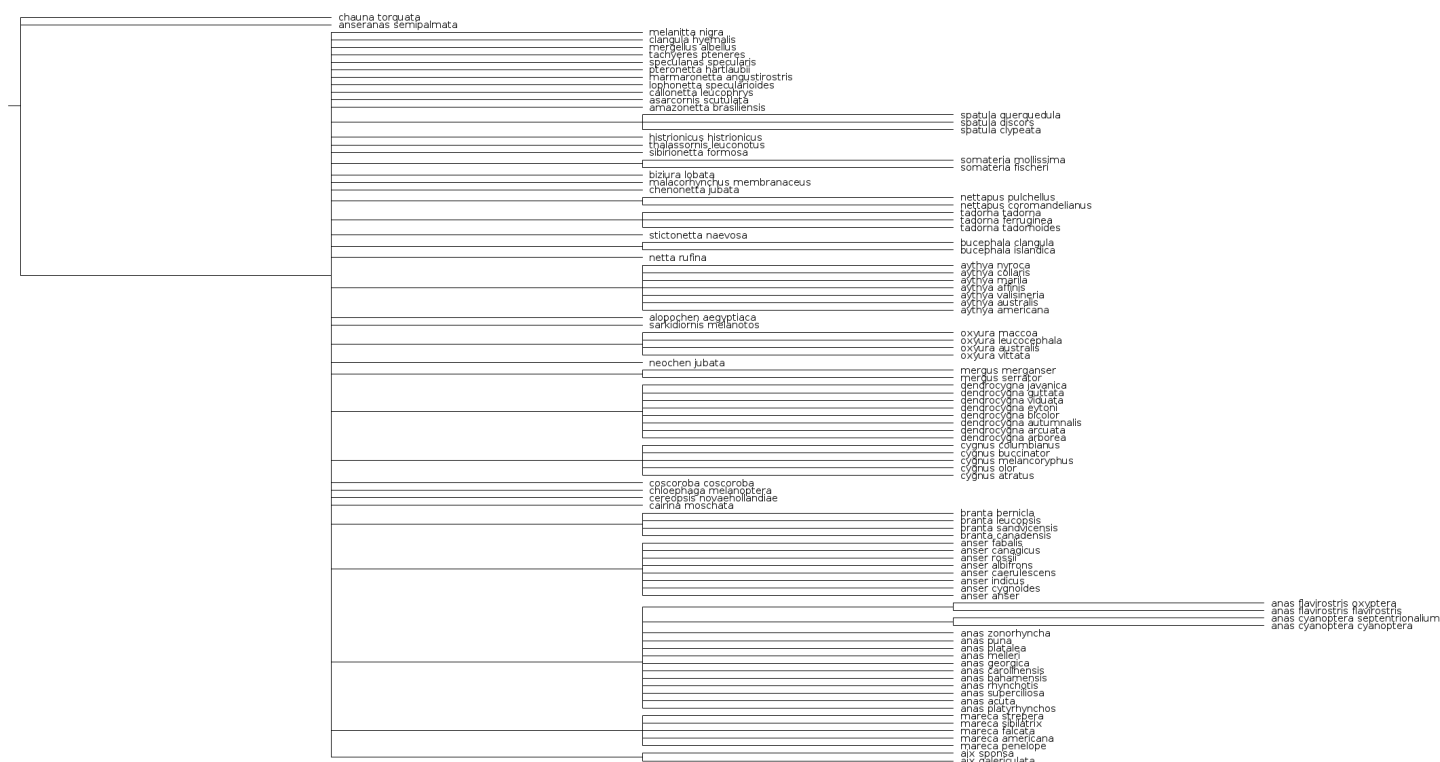 chauna torquata
anseranas semipalmata
melanitta nigra
clangula hyemalis
mergellus albellus
tachyeres pteneres
speculanas specularis
pteronetta hartlaubii
marmaronetta angustirostris
lophonetta specularioides
callonetta leucophrys
asarcornis scutulata
amazonetta brasiliensis
spatula querquedula
spatula discors
spatula clypeata
histrionicus histrionicus
thalassornis leuconotus
sibirionetta formosa
somateria mollissima
somateria fischeri
biziura lobata
malacorhynchus membranaceus
chenonetta jubata
nettapus pulchellus
nettapus coromandelianus
tadorna tadorna
tadorna ferruginea
tadorna tadornoides
stictonetta naevosa
bucephala clangula
bucephala islandica
netta rufina
aythya nyroca
aythya collaris
aythya marila
aythya affinis
aythya valisineria
aythya australis
aythya americana
alopochen aegyptiaca
sarkidiornis melanotos
oxyura maccoa
oxyura leucocephala
oxyura australis
oxyura vittata
neochen jubata
mergus merganser
mergus serrator
dendrocygna javanica
dendrocygna guttata
dendrocygna viduata
dendrocygna eytoni
dendrocygna bicolor
dendrocygna autumnalis
dendrocygna arcuata
dendrocygna arborea
cygnus columbianus
cygnus buccinator
cygnus melancoryphus
cygnus olor
cygnus atratus
coscoroba coscoroba
chloephaga melanoptera
cereopsis novaehollandiae
cairina moschata
branta bernicla
branta leucopsis
branta sandvicensis
branta canadensis
anser fabalis
anser canagicus
anser rossii
anser albifrons
anser caerulescens
anser indicus
anser cygnoides
anser anser
anas flavirostris oxyptera
anas flavirostris flavirostris
anas cyanoptera septentrionalium
anas cyanoptera cyanoptera
anas zonorhyncha
anas puna
anas platalea
anas melleri
anas georgica
anas carolinensis
anas bahamensis
anas rhynchotis
anas superciliosa
anas acuta
anas platyrhynchos
mareca strepera
mareca sibilatrix
mareca falcata
mareca americana
mareca penelope
aix sponsa
aix galericulata